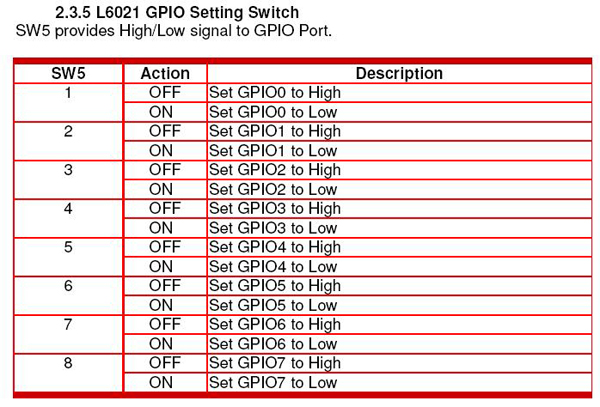 2.3.5 L6021 GPIO Setting Switch
SW5 provides High/Low signal to GPIO Port.
SW5 Action Description
1 OFF Set GPIO0 to High
ON Set GPIO0 to Low
2 OFF Set GPIO1 to High
ON Set GPIO1 to Low
3 OFF Set GPIO2 to High
ON Set GPIO2 to Low
4 OFF Set GPIO3 to High
ON Set GPIO3 to Low
5 OFF Set GPIO4 to High
ON Set GPIO4 to Low
6 OFF Set GPIO5 to High
ON Set GPIO5 to Low
7 OFF Set GPIO6 to High
ON Set GPIO6 to Low
8 OFF Set GPIO7 to High
ON Set GPIO7 to Low